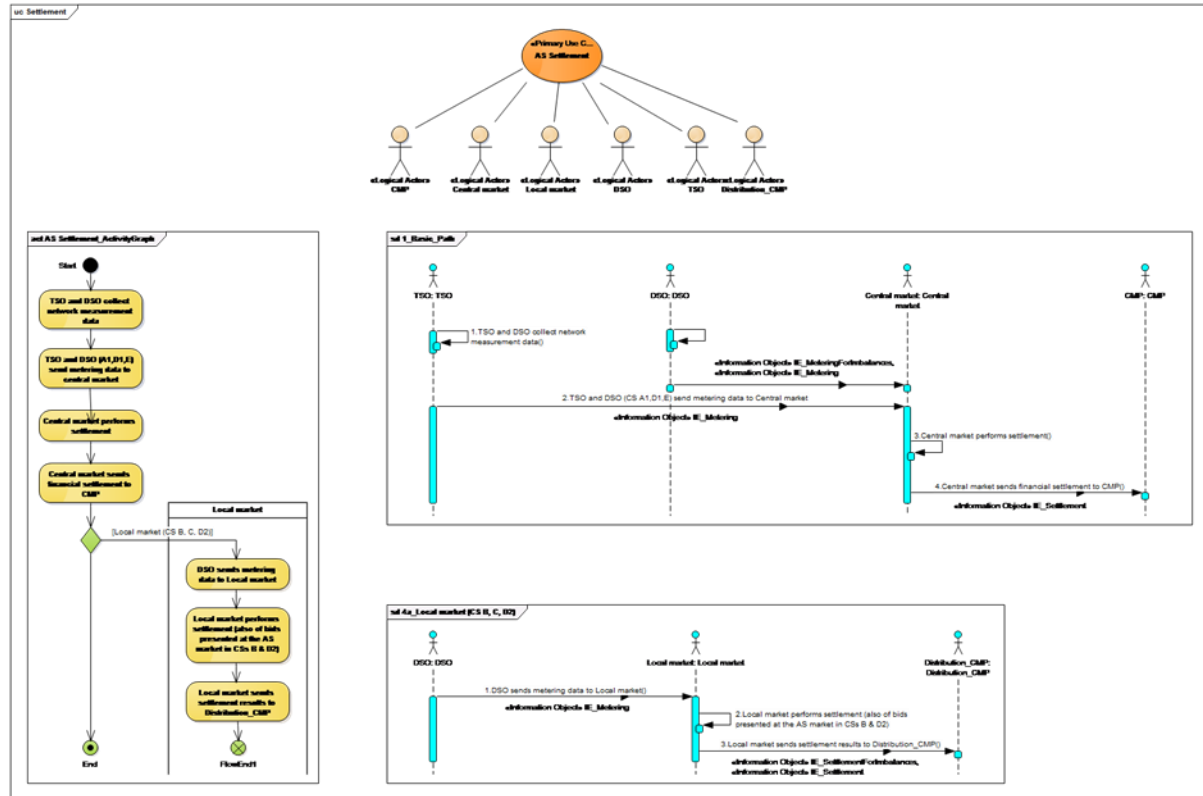 uc Settlement
«Primary Use C...
AS Settlement
«Logical Actor»
CMP
«Logical Actor»
Central market
«Logical Actor»
Local market
«Logical Actor»
DSO
«Logical Actor»
TSO
«Logical Actor»
Distribution_CMP
act AS Settlement_ActivityGraph
Start
TSO and DSO collect
network measurement
data
TSO and DSO (A1,D1,E)
send metering data to
central market
Central market performs
settlement
Central market sends
financial settlement to
CMP
[Local market (CS B, C, D2)]
Local market
DSO sends metering
data to Local market
Local market performs
settlement (also of bids
presented at the AS
market in CSs B & D2)
Local market sends
settlement results to
Distribution_CMP
End
FlowEnd1
sd 1_Basic_Path
TSO: TSO
DSO: DSO
Central market: Central
market
CMP: CMP
1.TSO and DSO collect network
measurement data()
«Information Object» IE_MeteringForImbalances,
«Information Object» IE_Metering
2.TSO and DSO (CS A1,D1,E) send metering data to Central market
«Information Object» IE_Metering
3.Central market performs settlement()
4.Central market sends financial settlement to CMP()
«Information Object» IE_Settlement
sd 4a_Local market (CS B, C, D2)
DSO: DSO
Local market: Local market
Distribution_CMP:
Distribution_CMP
1.DSO sends metering data to Local market()
«Information Object» IE_Metering
2.Local market performs settlement (also of bids
presented at the AS market in CSs B & D2)
3.Local market sends settlement results to Distribution_CMP()
«Information Object» IE_SettlementForImbalances,
«Information Object» IE_Settlement